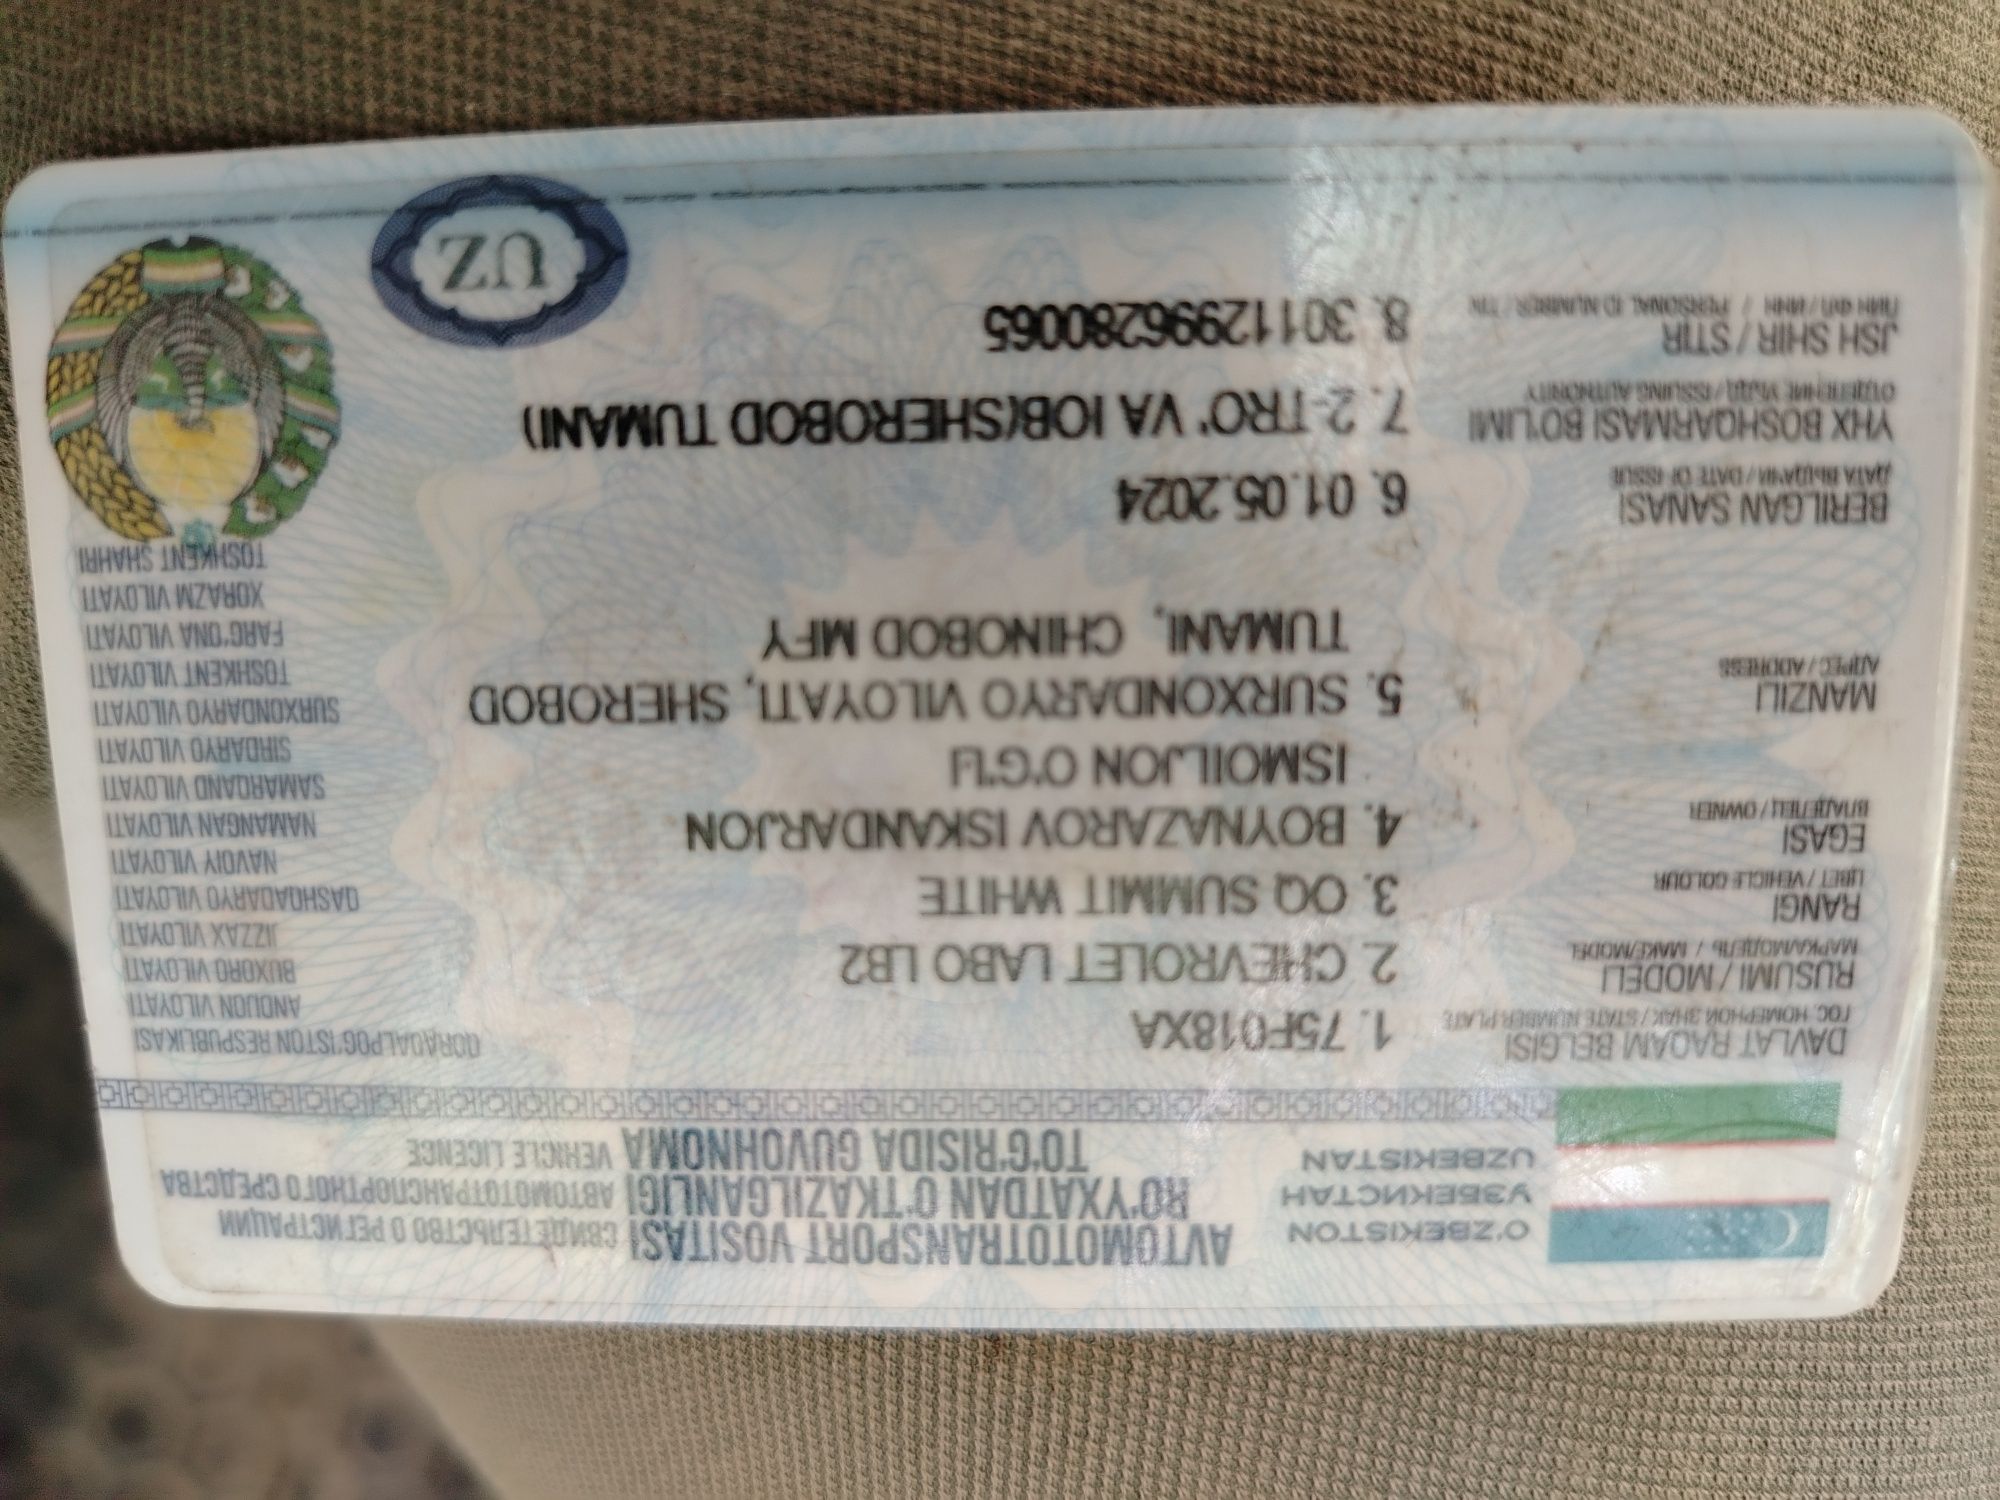 O'ZBEKISTON
ЎЗБЕКИСТАН
UZBEKISTAN
AVTOMOTOTRANSPORT VOSITASI
RO'YXATDAN O'TKAZILGANLIGI
TO'G'RISIDA GUVOHNOMA
СВИДЕТЕЛЬСТВО О РЕГИСТРАЦИИ
АВТОМОТОТРАНСПОРТНОГО СРЕДСТВА
VEHICLE LICENCE
DAVLAT RAQAM BELGISI
ГОС. НОМЕРНОЙ ЗНАК / STATE NUMBER PLATE
1. 75F018XA
RUSUMI / MODELI
МАРКА/МОДЕЛЬ / MAKE/MODEL
2. CHEVROLET LABO LB2
RANGI
ЦВЕТ / VEHICLE COLOUR
3. OQ SUMMIT WHITE
EGASI
ВЛАДЕЛЕЦ / OWNER
4. BOYNAZAROV ISKANDARJON
ISMOILJON O'G'LI
MANZILI
АДРЕС / ADDRESS
5. SURXONDARYO VILOYATI, SHEROBOD
TUMANI, CHINOBOD MFY
BERILGAN SANASI
ДАТА ВЫДАЧИ / DATE OF ISSUE
6. 01.05.2024
YHX BOSHQARMASI BO'LIMI
ОТДЕЛЕНИЕ УБДД / ISSUING AUTHORITY
7. 2-TRO' VA IOB(SHEROBOD TUMANI)
JSH SHIR / STIR
ПИН ФЛ / ИНН / PERSONAL ID NUMBER / TIN
8. 30112996280065
QORAQALPOG'ISTON RESPUBLIKASI
ANDIJON VILOYATI
BUXORO VILOYATI
JIZZAX VILOYATI
QASHQADARYO VILOYATI
NAVOIY VILOYATI
NAMANGAN VILOYATI
SAMARQAND VILOYATI
SIRDARYO VILOYATI
SURXONDARYO VILOYATI
TOSHKENT VILOYATI
FARG'ONA VILOYATI
XORAZM VILOYATI
TOSHKENT SHAHRI
UZ